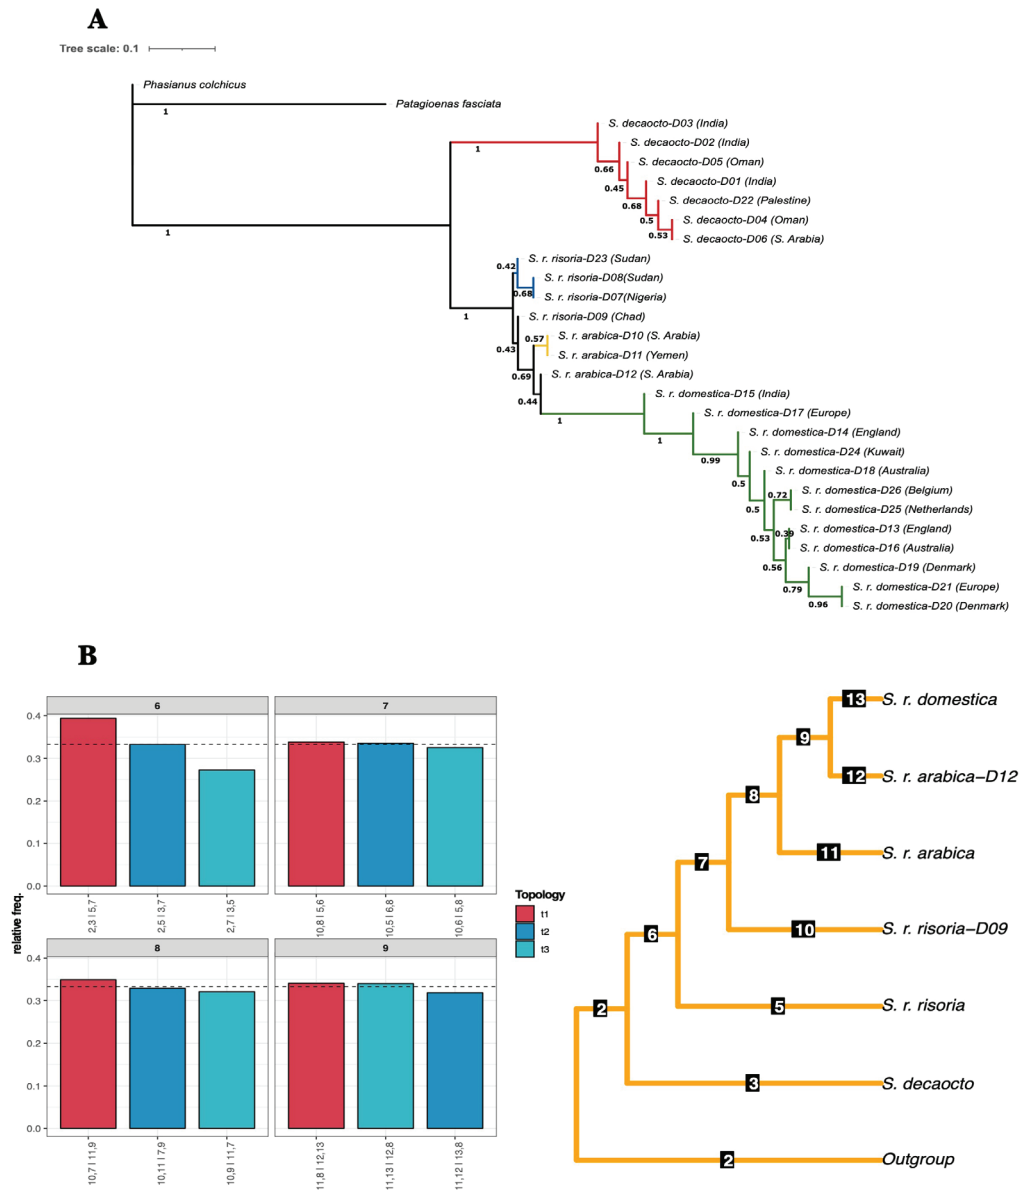 A
Tree scale: 0.1
Phasianus colchicus
Patagioenas fasciata
1
S. decaocto-D03 (India)
S. decaocto-D02 (India)
1
S. decaocto-D05 (Oman)
0.66
S. decaocto-D01 (India)
0.45
S. decaocto-D22 (Palestine)
0.68
S. decaocto-D04 (Oman)
0.5
1
0.53
S. decaocto-D06 (S. Arabia)
S. r. risoria-D23 (Sudan)
0.42
S. r. risoria-D08(Sudan)
0.68
S. r. risoria-D07(Nigeria)
1
S. r. risoria-D09 (Chad)
S. r. arabica-D10 (S. Arabia)
0.57
0.43
S. r. arabica-D11 (Yemen)
0.69
S. r. arabica-D12 (S. Arabia)
S. r. domestica-D15 (India)
0.44
S. r. domestica-D17 (Europe)
1
S. r. domestica-D14 (England)
1
S. r. domestica-D24 (Kuwait)
0.99
S. r. domestica-D18 (Australia)
0.5
S. r. domestica-D26 (Belgium)
0.72
S. r. domestica-D25 (Netherlands)
0.5
S. r. domestica-D13 (England)
0.39
0.53
S. r. domestica-D16 (Australia)
0.56
S. r. domestica-D19 (Denmark)
S. r. domestica-D21 (Europe)
0.79
0.96
S. r. domestica-D20 (Denmark)
B
relative freq.
6
0.4
0.3
0.2
0.1
0.0
2,3 | 5,7
2,5 | 3,7
2,7 | 3,5
7
10,8 | 5,6
10,5 | 6,8
10,6 | 5,8
8
0.4
0.3
0.2
0.1
0.0
10,7 | 11,9
10,11 | 7,9
10,9 | 11,7
9
11,8 | 12,13
11,13 | 12,8
11,12 | 13,8
Topology
t1
t2
t3
13 S. r. domestica
9
12 S. r. arabica–D12
8
11 S. r. arabica
7
10 S. r. risoria–D09
6
5 S. r. risoria
2
3 S. decaocto
2 Outgroup